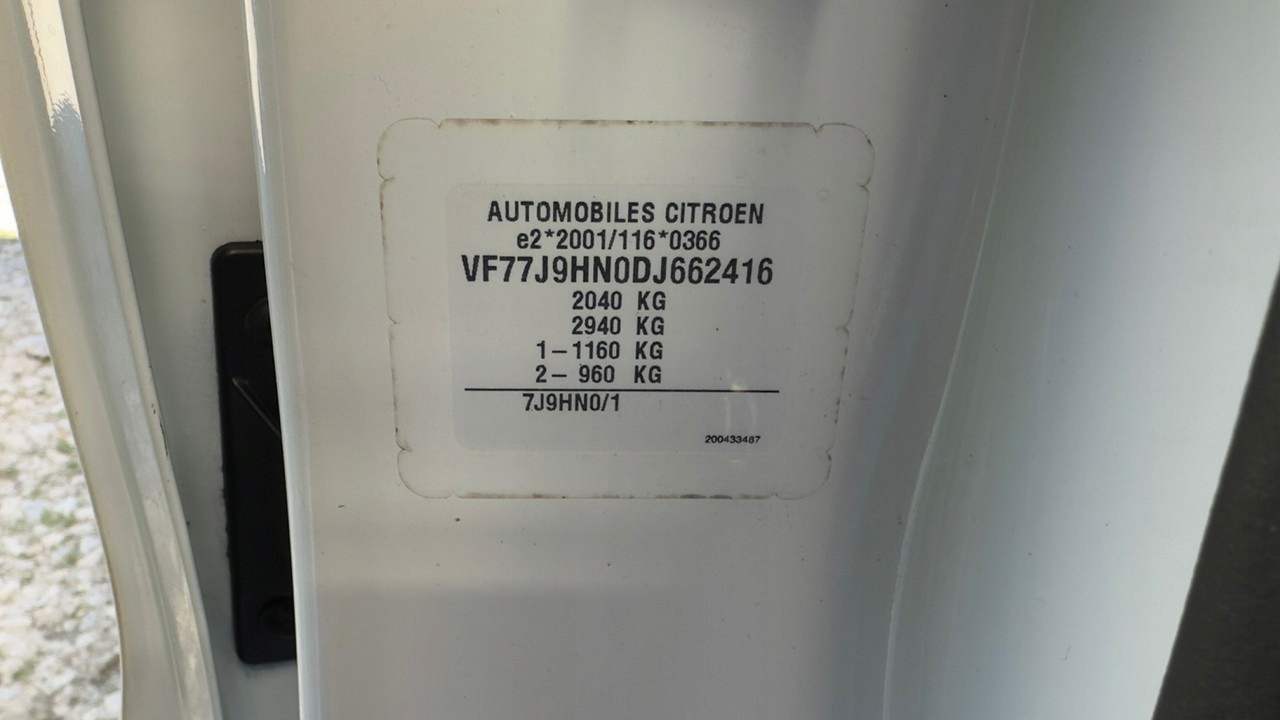 AUTOMOBILES CITROEN
e2*2001/116*0366
VF77J9HN0DJ662416
2040 KG
2940 KG
1-1160 KG
2- 960 KG
7J9HN0/1
200433487